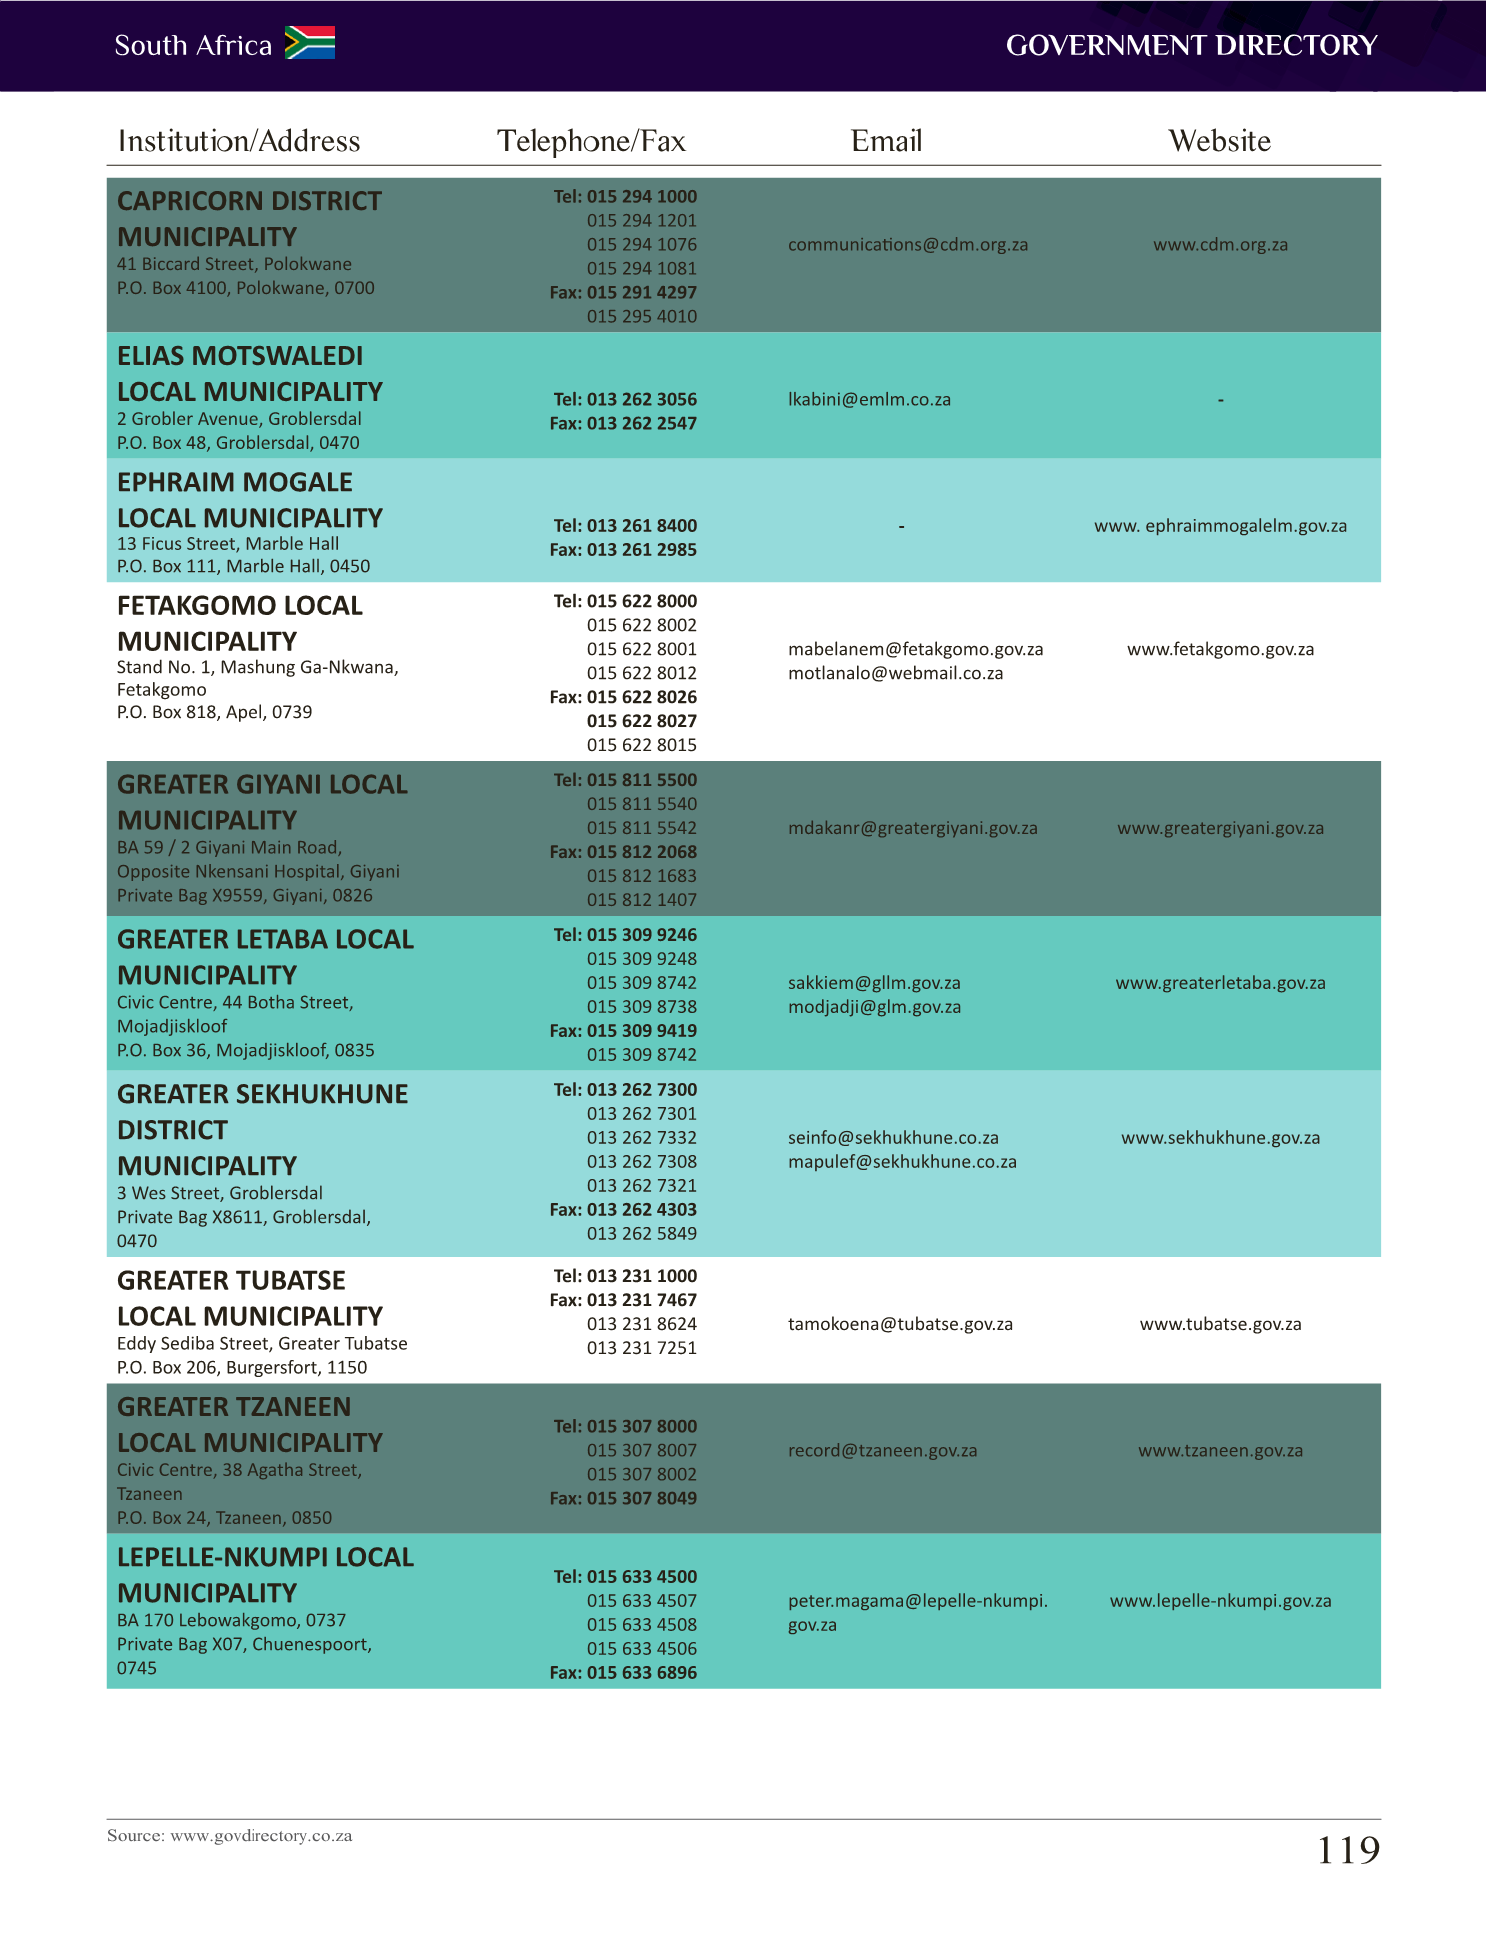 South Africa
GOVERNMENT DIRECTORY
Institution/Address
Telephone/Fax
Email
Website
CAPRICORN DISTRICT
MUNICIPALITY
41 Biccard Street, Polokwane
P.O. Box 4100, Polokwane, 0700
Tel: 015 294 1000
015 294 1201
015 294 1076
015 294 1081
Fax: 015 291 4297
015 295 4010
communications@cdm.org.za
www.cdm.org.za
ELIAS MOTSWALEDI
LOCAL MUNICIPALITY
2 Grobler Avenue, Groblersdal
P.O. Box 48, Groblersdal, 0470
Tel: 013 262 3056
Fax: 013 262 2547
lkabini@emlm.co.za
-
EPHRAIM MOGALE
LOCAL MUNICIPALITY
13 Ficus Street, Marble Hall
P.O. Box 111, Marble Hall, 0450
Tel: 013 261 8400
Fax: 013 261 2985
-
www. ephraimmogalelm.gov.za
FETAKGOMO LOCAL
MUNICIPALITY
Stand No. 1, Mashung Ga-Nkwana,
Fetakgomo
P.O. Box 818, Apel, 0739
Tel: 015 622 8000
015 622 8002
015 622 8001
015 622 8012
Fax: 015 622 8026
015 622 8027
015 622 8015
mabelanem@fetakgomo.gov.za
motlanalo@webmail.co.za
www.fetakgomo.gov.za
GREATER GIYANI LOCAL
MUNICIPALITY
BA 59 / 2 Giyani Main Road,
Opposite Nkensani Hospital, Giyani
Private Bag X9559, Giyani, 0826
Tel: 015 811 5500
015 811 5540
015 811 5542
Fax: 015 812 2068
015 812 1683
015 812 1407
mdakanr@greatergiyani.gov.za
www.greatergiyani.gov.za
GREATER LETABA LOCAL
MUNICIPALITY
Civic Centre, 44 Botha Street,
Mojadjiskloof
P.O. Box 36, Mojadjiskloof, 0835
Tel: 015 309 9246
015 309 9248
015 309 8742
015 309 8738
Fax: 015 309 9419
015 309 8742
sakkiem@gllm.gov.za
modjadji@glm.gov.za
www.greaterletaba.gov.za
GREATER SEKHUKHUNE
DISTRICT
MUNICIPALITY
3 Wes Street, Groblersdal
Private Bag X8611, Groblersdal,
0470
Tel: 013 262 7300
013 262 7301
013 262 7332
013 262 7308
013 262 7321
Fax: 013 262 4303
013 262 5849
seinfo@sekhukhune.co.za
mapulef@sekhukhune.co.za
www.sekhukhune.gov.za
GREATER TUBATSE
LOCAL MUNICIPALITY
Eddy Sediba Street, Greater Tubatse
P.O. Box 206, Burgersfort, 1150
Tel: 013 231 1000
Fax: 013 231 7467
013 231 8624
013 231 7251
tamokoena@tubatse.gov.za
www.tubatse.gov.za
GREATER TZANEEN
LOCAL MUNICIPALITY
Civic Centre, 38 Agatha Street,
Tzaneen
P.O. Box 24, Tzaneen, 0850
Tel: 015 307 8000
015 307 8007
015 307 8002
Fax: 015 307 8049
record@tzaneen.gov.za
www.tzaneen.gov.za
LEPELLE-NKUMPI LOCAL
MUNICIPALITY
BA 170 Lebowakgomo, 0737
Private Bag X07, Chuenespoort,
0745
Tel: 015 633 4500
015 633 4507
015 633 4508
015 633 4506
Fax: 015 633 6896
peter.magama@lepelle-nkumpi.
gov.za
www.lepelle-nkumpi.gov.za
Source: www.govdirectory.co.za
119